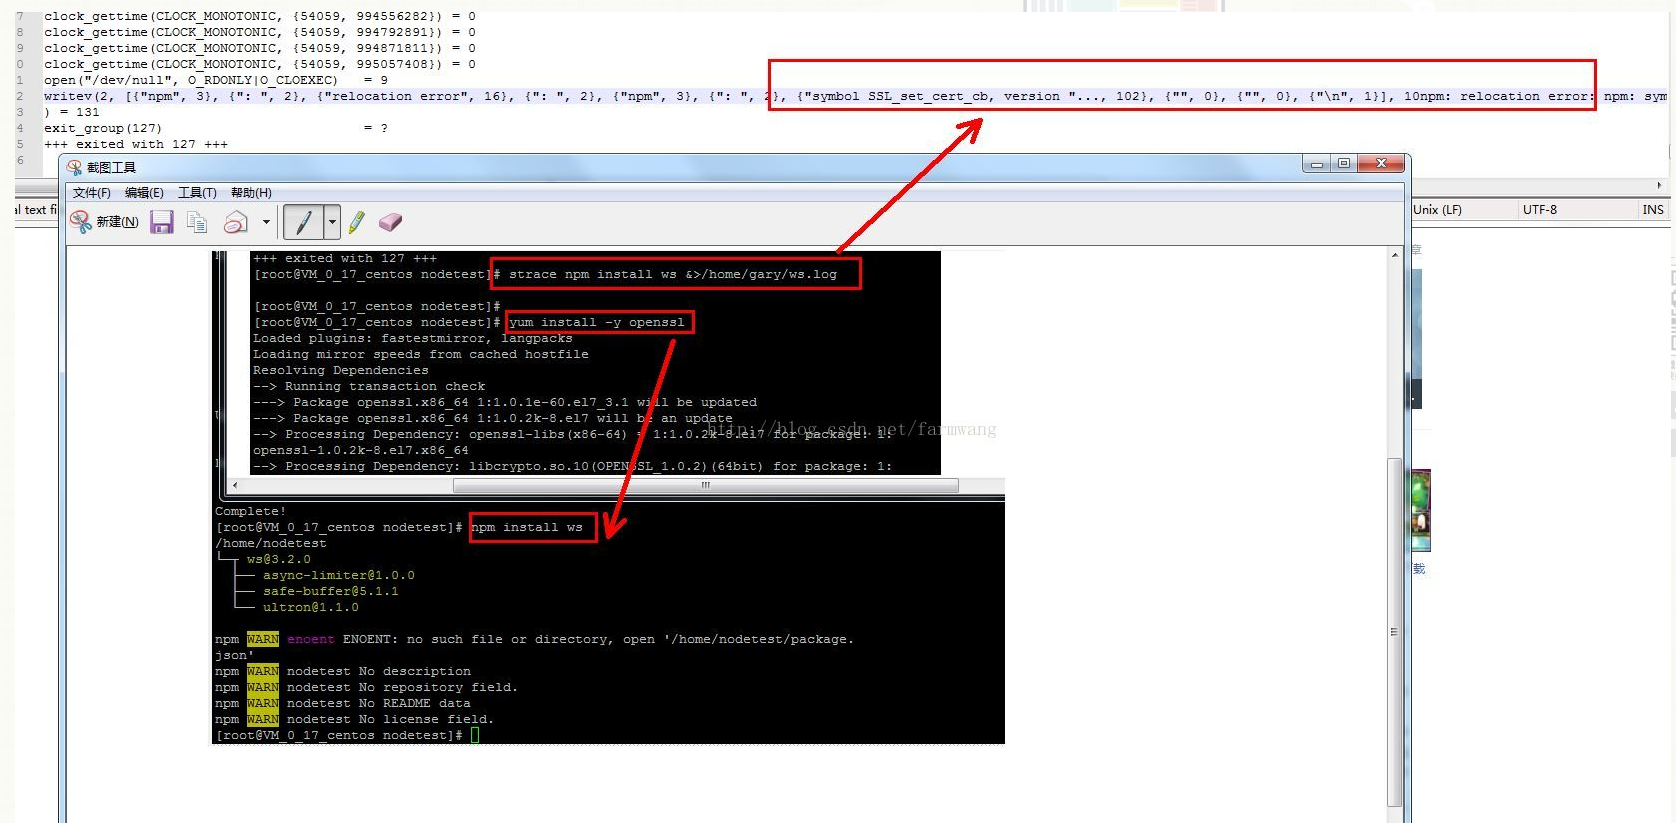 7 clock_gettime(CLOCK_MONOTONIC, {54059, 994556282}) = 0
8 clock_gettime(CLOCK_MONOTONIC, {54059, 994792891}) = 0
9 clock_gettime(CLOCK_MONOTONIC, {54059, 994871811}) = 0
0 clock_gettime(CLOCK_MONOTONIC, {54059, 995057408}) = 0
1 open("/dev/null", O_RDONLY|O_CLOEXEC) = 9
2 writev(2, [{"npm", 3}, {": ", 2}, {"relocation error", 16}, {": ", 2}, {"npm", 3}, {": ", 2}, {"symbol SSL_set_cert_cb, version "..., 102}, {"", 0}, {"", 0}, {"\n", 1}], 10npm: relocation error: npm: sym
3 ) = 131
4 exit_group(127) = ?
5 +++ exited with 127 +++
6
截图工具
文件(F) 编辑(E) 工具(T) 帮助(H)
al text fi
Unix (LF) UTF-8 INS
新建(N)
+++ exited with 127 +++
[root@VM_0_17_centos nodetest]# strace npm install ws &>/home/gary/ws.log
[root@VM_0_17_centos nodetest]#
[root@VM_0_17_centos nodetest]# yum install -y openssl
Loaded plugins: fastestmirror, langpacks
Loading mirror speeds from cached hostfile
Resolving Dependencies
--> Running transaction check
---> Package openssl.x86_64 1:1.0.1e-60.el7_3.1 will be updated
---> Package openssl.x86_64 1:1.0.2k-8.el7 will be an update
http://blog.csdn.net/farmwang
--> Processing Dependency: openssl-libs(x86-64) = 1:1.0.2k-8.el7 for package: 1:
openssl-1.0.2k-8.el7.x86_64
--> Processing Dependency: libcrypto.so.10(OPENSSL_1.0.2)(64bit) for package: 1:
Complete!
[root@VM_0_17_centos nodetest]# npm install ws
/home/nodetest
└─┬ ws@3.2.0
├── async-limiter@1.0.0
├── safe-buffer@5.1.1
└── ultron@1.1.0
npm WARN enoent ENOENT: no such file or directory, open '/home/nodetest/package.
json'
npm WARN nodetest No description
npm WARN nodetest No repository field.
npm WARN nodetest No README data
npm WARN nodetest No license field.
[root@VM_0_17_centos nodetest]#
章
载